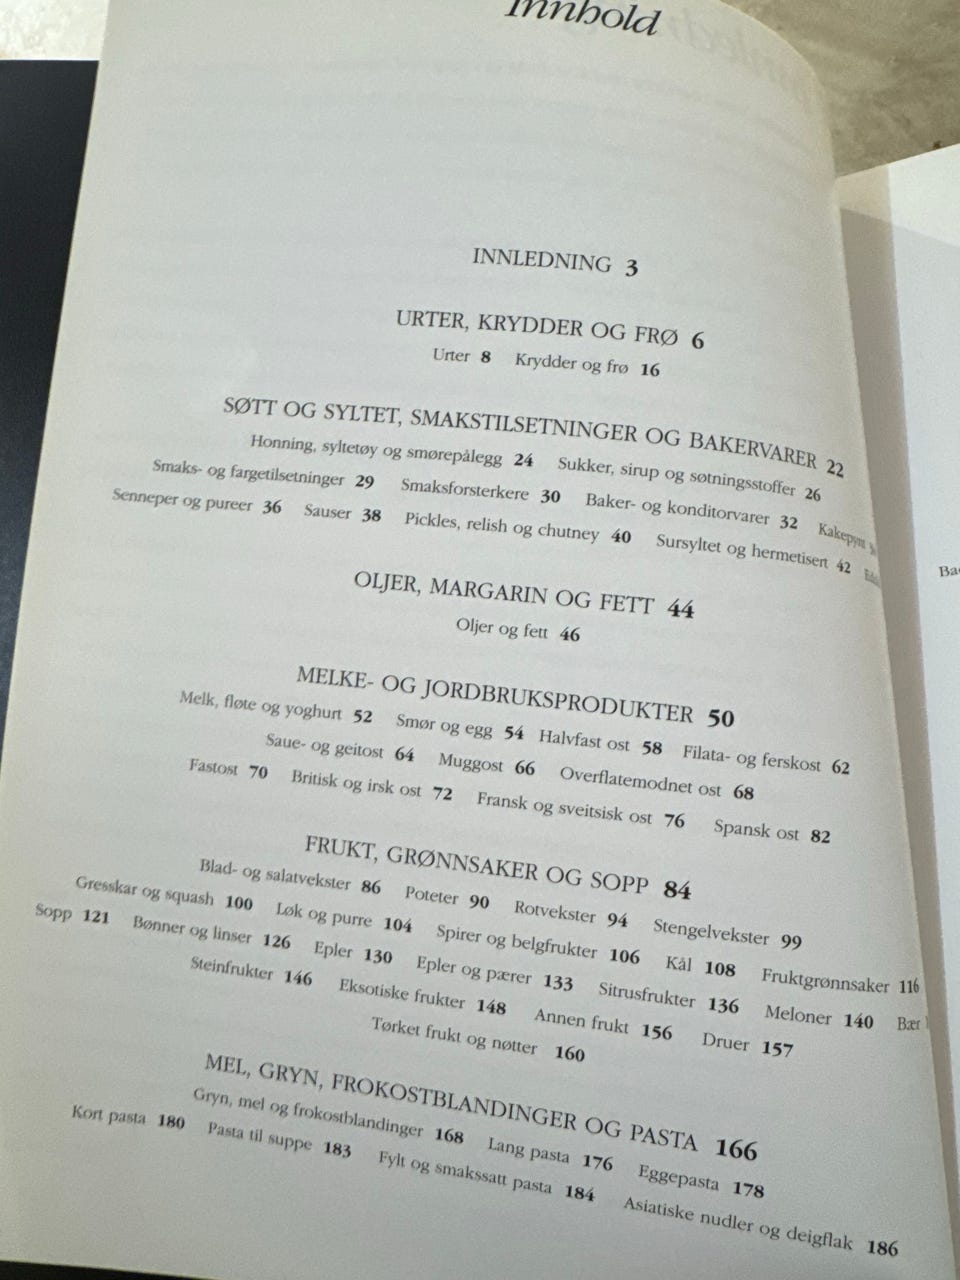 Innhold
INNLEDNING 3
URTER, KRYDDER OG FRØ 6
Urter 8 Krydder og frø 16
SØTT OG SYLTET, SMAKSTILSETNINGER OG BAKERVARER 22
Honning, syltetøy og smørepålegg 24 Sukker, sirup og søtningsstoffer 26
Smaks- og fargetilsetninger 29 Smaksforsterkere 30 Baker- og konditorvarer 32 Kakepynt
Senneper og pureer 36 Sauser 38 Pickles, relish og chutney 40 Sursyltet og hermetisert 42
OLJER, MARGARIN OG FETT 44
Oljer og fett 46
MELKE- OG JORDBRUKSPRODUKTER 50
Melk, fløte og yoghurt 52 Smør og egg 54 Halvfast ost 58 Filata- og ferskost 62
Saue- og geitost 64 Muggost 66 Overflatemodnet ost 68
Fastost 70 Britisk og irsk ost 72 Fransk og sveitsisk ost 76 Spansk ost 82
FRUKT, GRØNNSAKER OG SOPP 84
Blad- og salatvekster 86 Poteter 90 Rotvekster 94 Stengelvekster 99
Gresskar og squash 100 Løk og purre 104 Spirer og belgfrukter 106 Kål 108 Fruktgrønnsaker 116
Sopp 121 Bønner og linser 126 Epler 130 Epler og pærer 133 Sitrusfrukter 136 Meloner 140 Bær
Steinfrukter 146 Eksotiske frukter 148 Annen frukt 156 Druer 157
Tørket frukt og nøtter 160
MEL, GRYN, FROKOSTBLANDINGER OG PASTA 166
Gryn, mel og frokostblandinger 168 Lang pasta 176 Eggepasta 178
Kort pasta 180 Pasta til suppe 183 Fylt og smakssatt pasta 184 Asiatiske nudler og deigflak 186